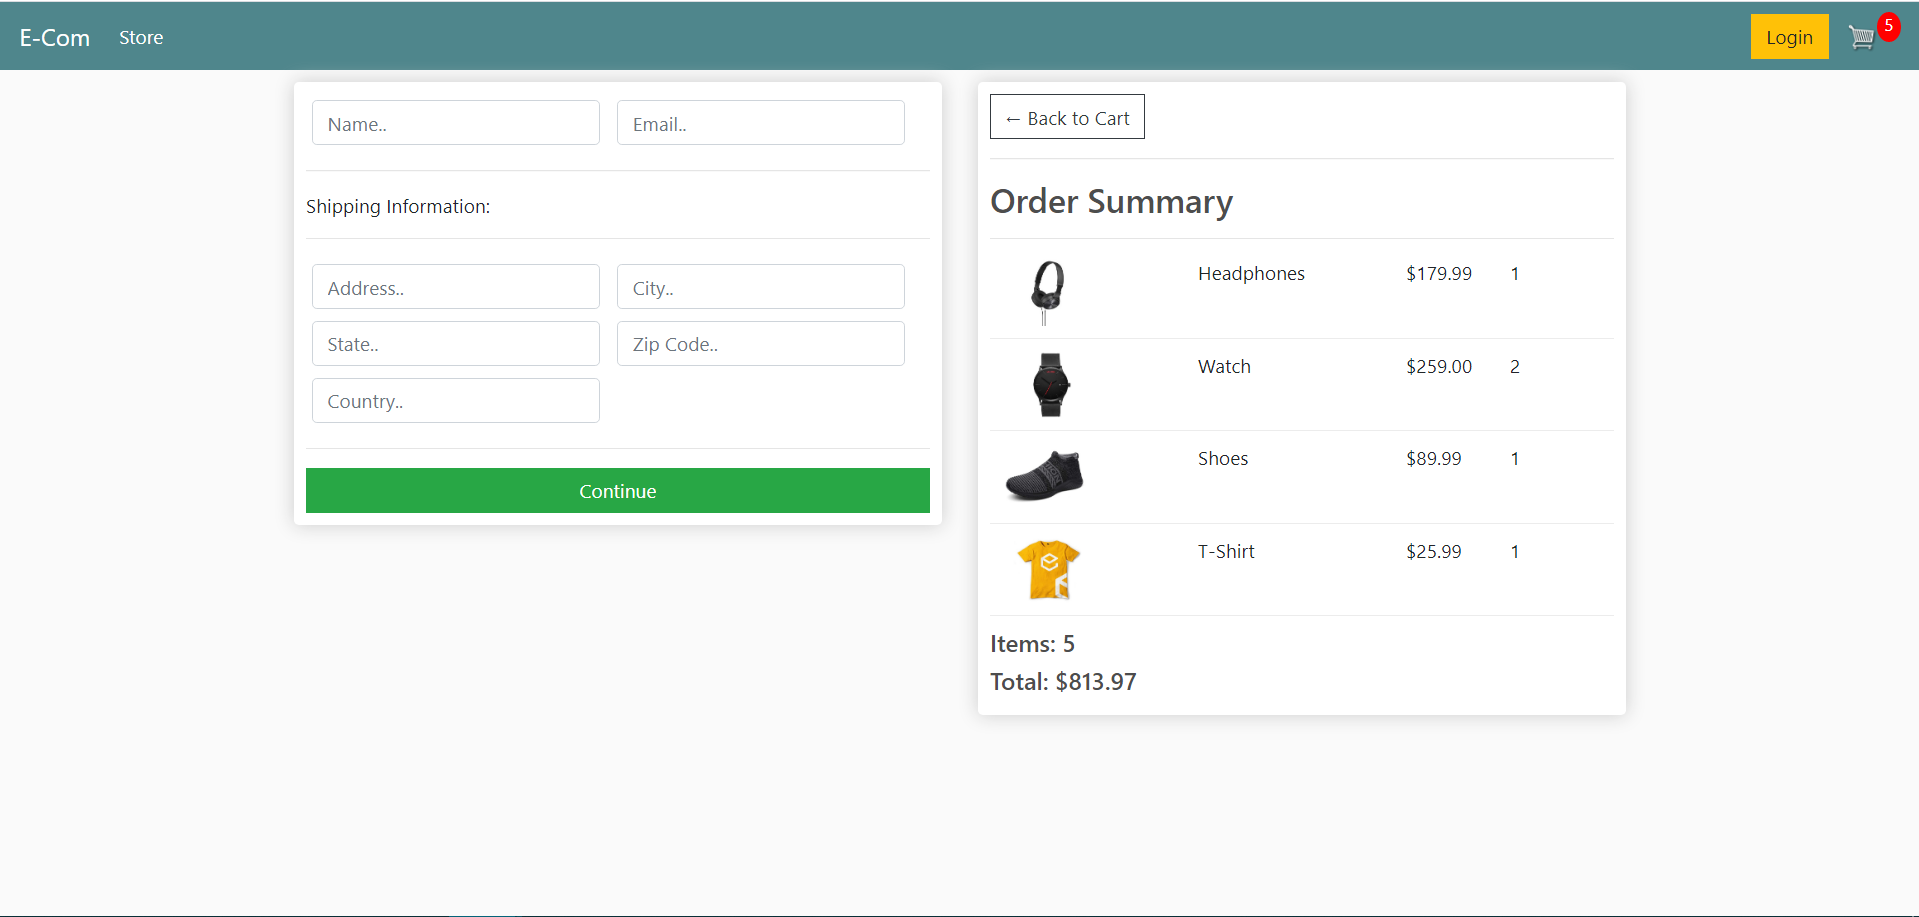 E-Com Store Login 5
Name.. Email..
Shipping Information:
Address.. City..
State.. Zip Code..
Country..
Continue
← Back to Cart
Order Summary
Headphones $179.99 1
Watch $259.00 2
Shoes $89.99 1
T-Shirt $25.99 1
Items: 5
Total: $813.97